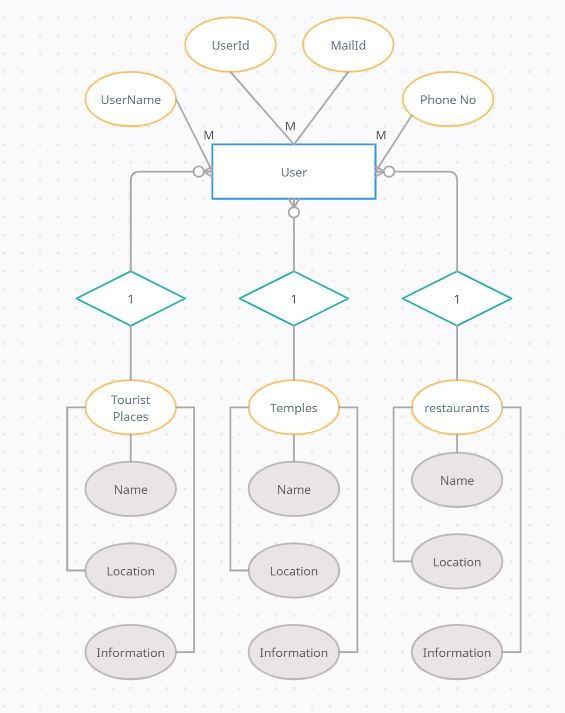 UserId
MailId
UserName
Phone No
M
M
M
User
1
1
1
Tourist
Places
Temples
restaurants
Name
Name
Name
Location
Location
Location
Information
Information
Information